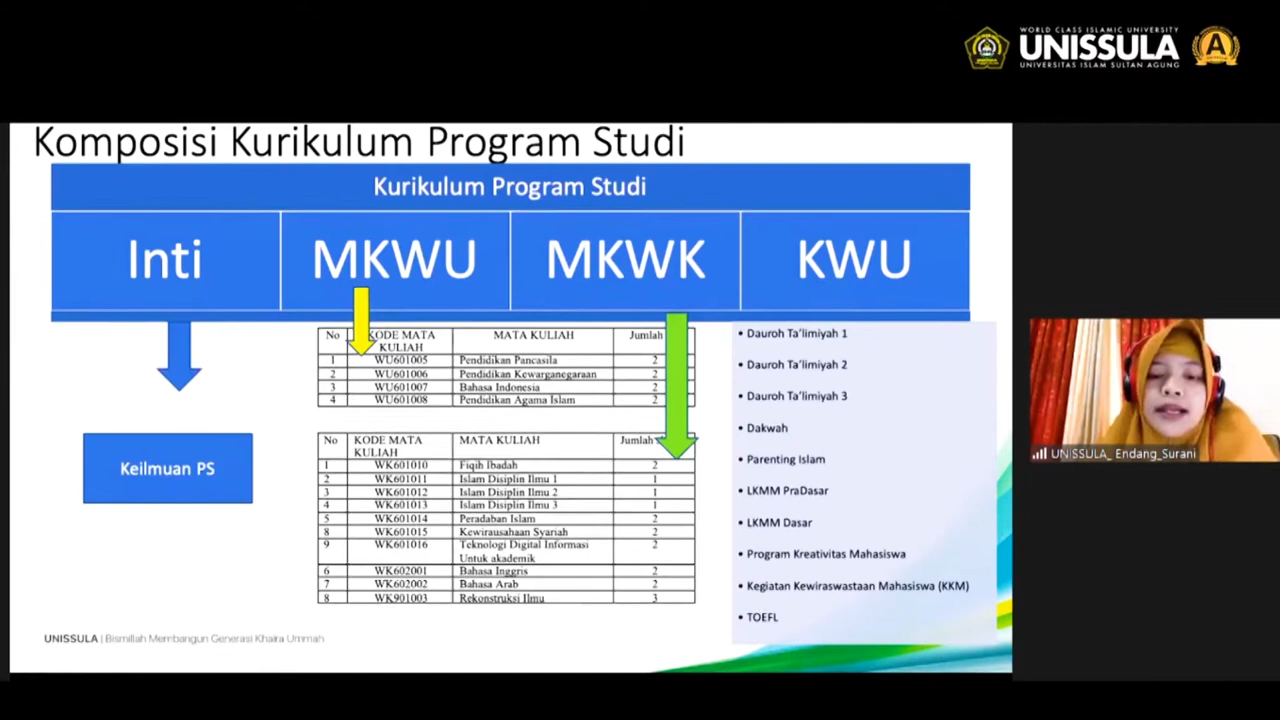 WORLD CLASS ISLAMIC UNIVERSITY
UNISSULA
UNIVERSITAS ISLAM SULTAN AGUNG
A
Komposisi Kurikulum Program Studi
Kurikulum Program Studi
Inti MKWU MKWK KWU
No KODE MATA KULIAH MATA KULIAH Jumlah
1 WU601005 Pendidikan Pancasila 2
2 WU601006 Pendidikan Kewarganegaraan 2
3 WU601007 Bahasa Indonesia 2
4 WU601008 Pendidikan Agama Islam 2
Keilmuan PS
No KODE MATA KULIAH MATA KULIAH Jumlah
1 WK601010 Fiqih Ibadah 2
2 WK601011 Islam Disiplin Ilmu 1 1
3 WK601012 Islam Disiplin Ilmu 2 1
4 WK601013 Islam Disiplin Ilmu 3 1
5 WK601014 Peradaban Islam 2
8 WK601015 Kewirausahaan Syariah 2
9 WK601016 Teknologi Digital Informasi 2
Untuk akademik
6 WK602001 Bahasa Inggris 2
7 WK602002 Bahasa Arab 2
8 WK901003 Rekonstruksi Ilmu 3
• Dauroh Ta'limiyah 1
• Dauroh Ta'limiyah 2
• Dauroh Ta'limiyah 3
• Dakwah
• Parenting Islam
• LKMM PraDasar
• LKMM Dasar
• Program Kreativitas Mahasiswa
• Kegiatan Kewiraswastaan Mahasiswa (KKM)
• TOEFL
UNISSULA | Bismillah Membangun Generasi Khaira Ummah
UNISSULA_ Endang_Surani